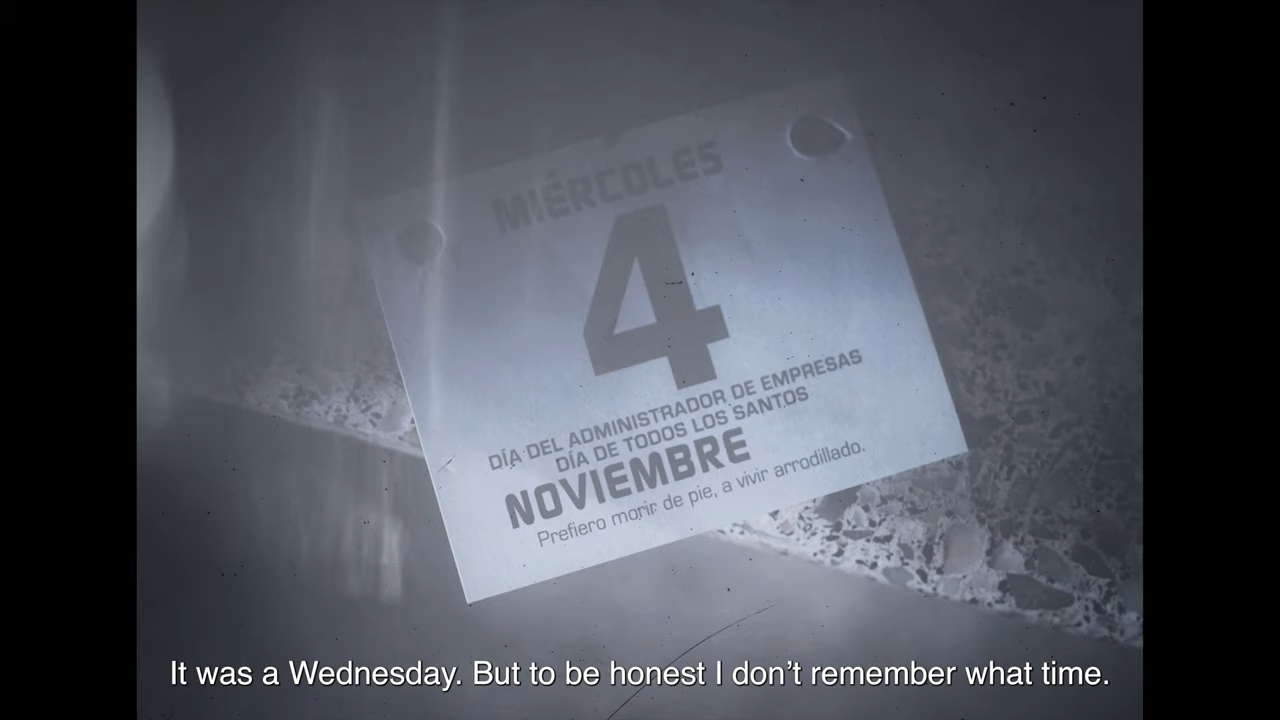 MIÉRCOLES
4
DÍA DEL ADMINISTRADOR DE EMPRESAS
DÍA DE TODOS LOS SANTOS
NOVIEMBRE
Prefiero morir de pie, a vivir arrodillado.
It was a Wednesday. But to be honest I don’t remember what time.